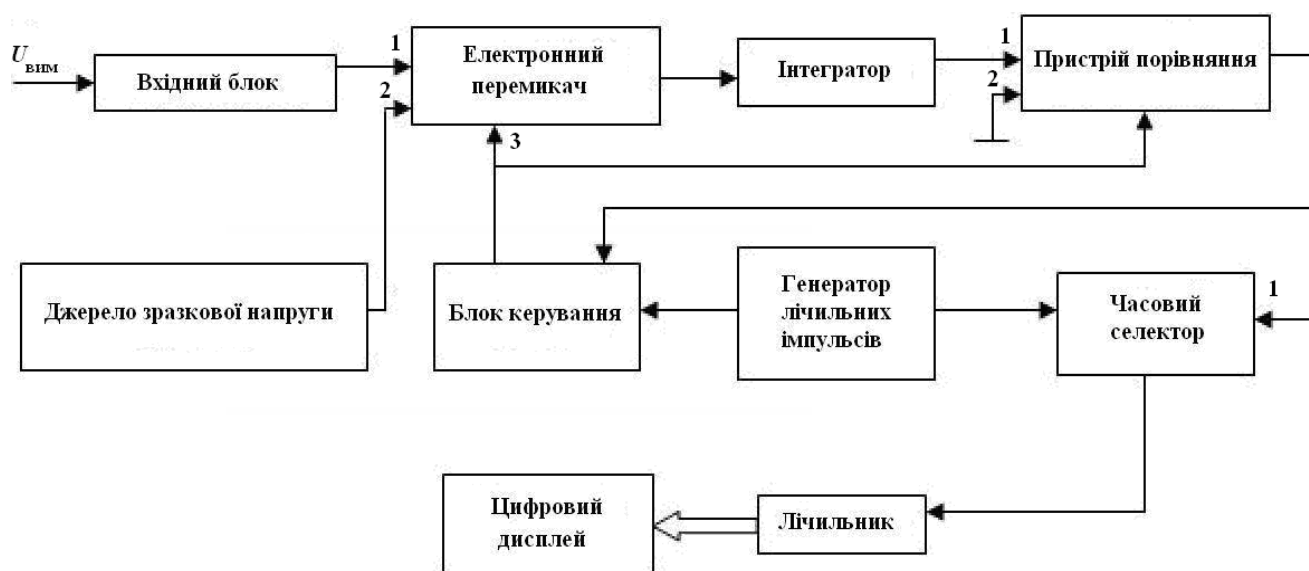 U вим
Вхідний блок
1
2
3
Електронний
перемикач
Інтегратор
1
2
Пристрій порівняння
Джерело зразкової напруги
Блок керування
Генератор
лічильних
імпульсів
Часовий
селектор
1
Цифровий
дисплей
Лічильник